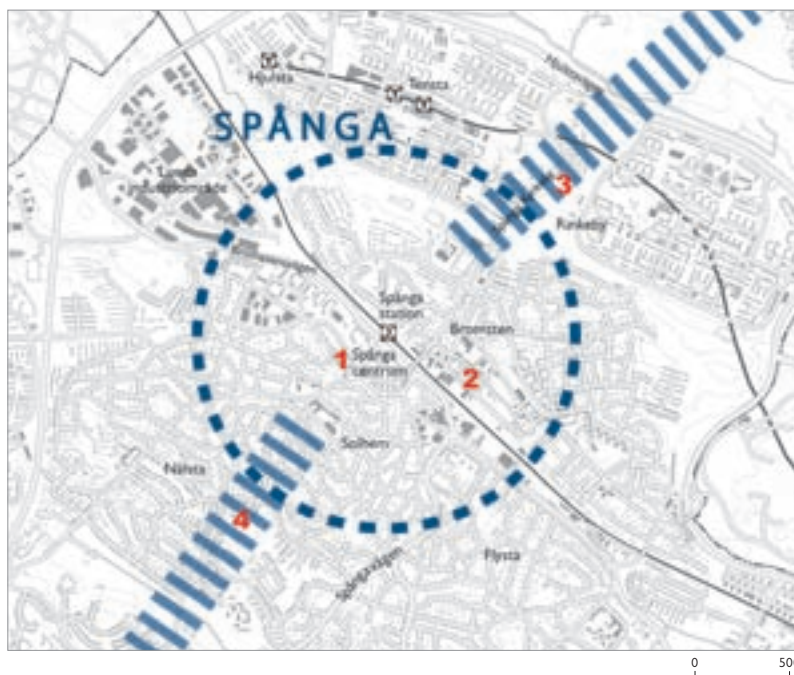 Hjulsta
Tensta
SPÅNGA
3
Rinkeby
Spånga
station
Bromsten
1
Spånga
centrum
2
Solhem
Nälsta
4
Spångavägen
Flysta
0
500